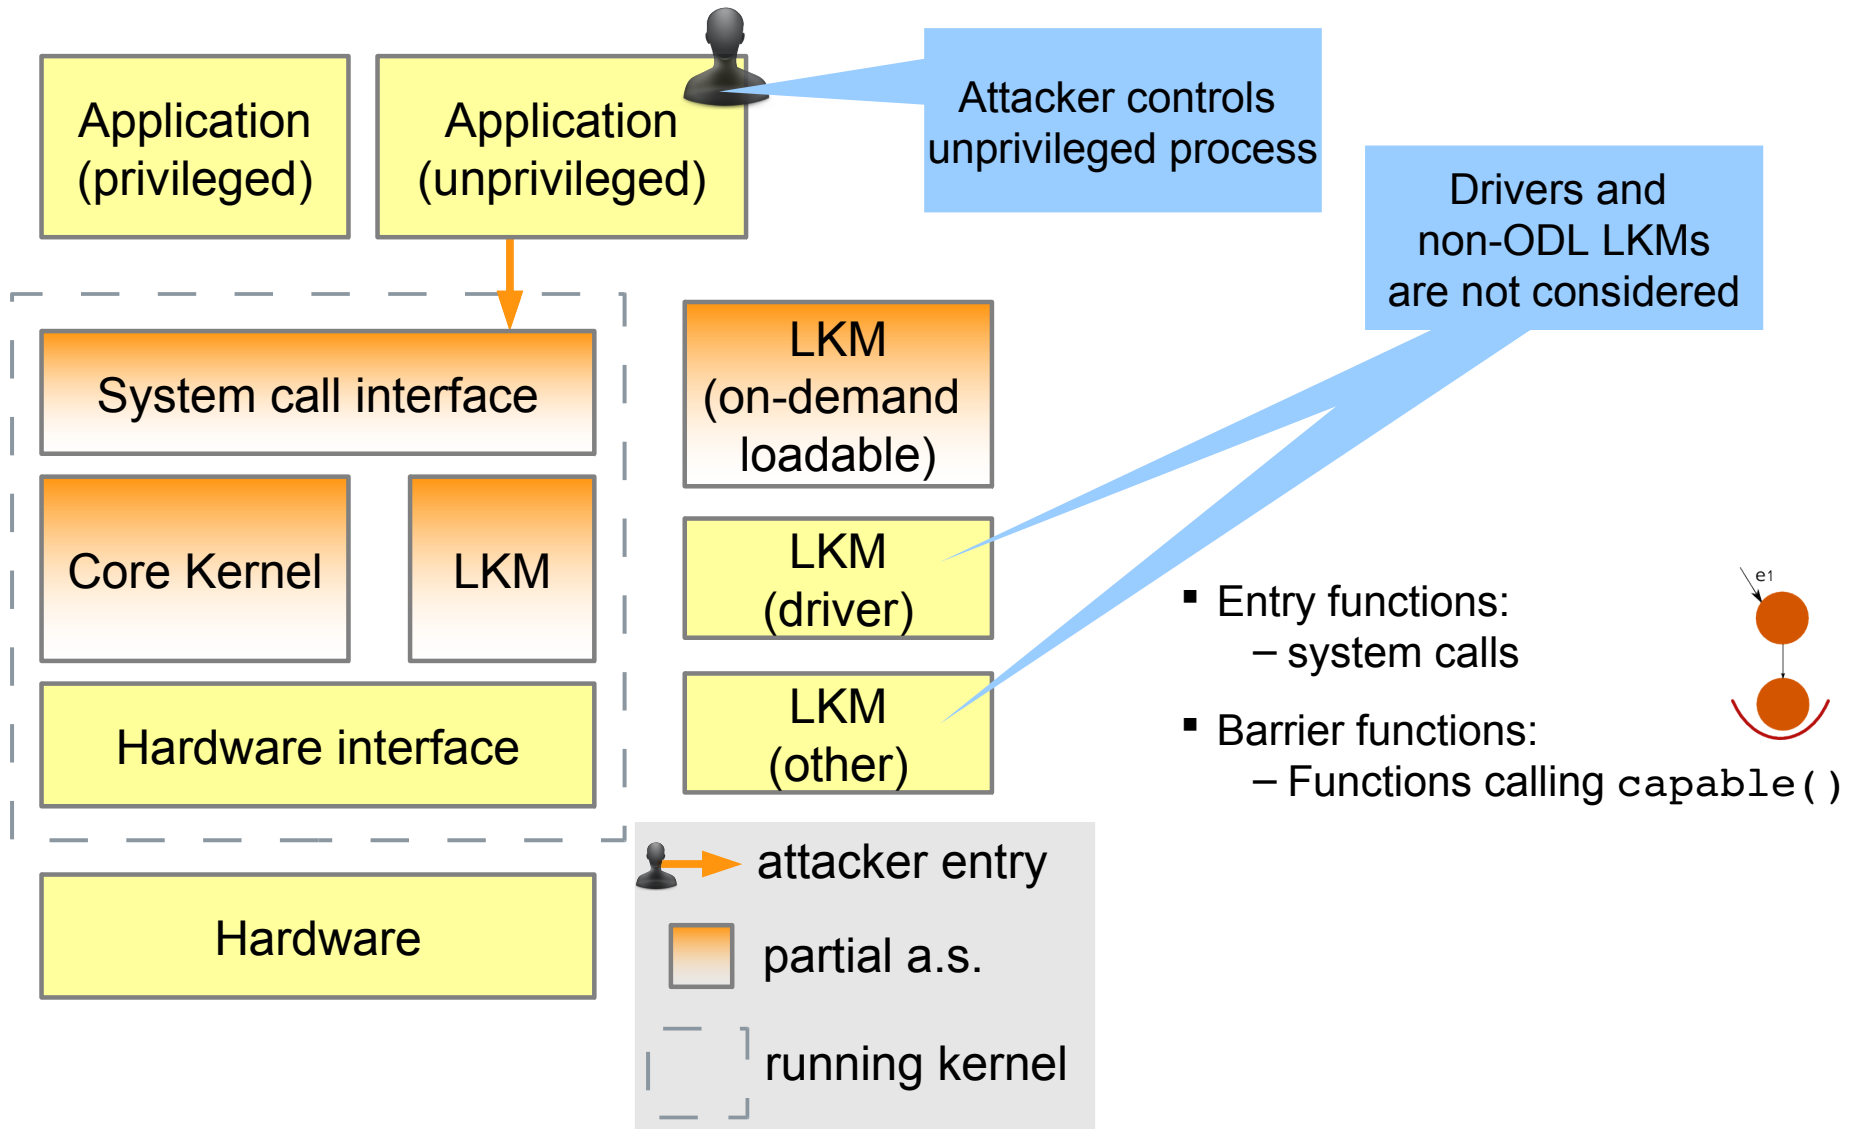 Application
(privileged)
Application
(unprivileged)
Attacker controls
unprivileged process
Drivers and
non-ODL LKMs
are not considered
System call interface
LKM
(on-demand
loadable)
Core Kernel
LKM
LKM
(driver)
Hardware interface
LKM
(other)
Hardware
▪ Entry functions:
– system calls
▪ Barrier functions:
– Functions calling capable()
e1
attacker entry
partial a.s.
running kernel